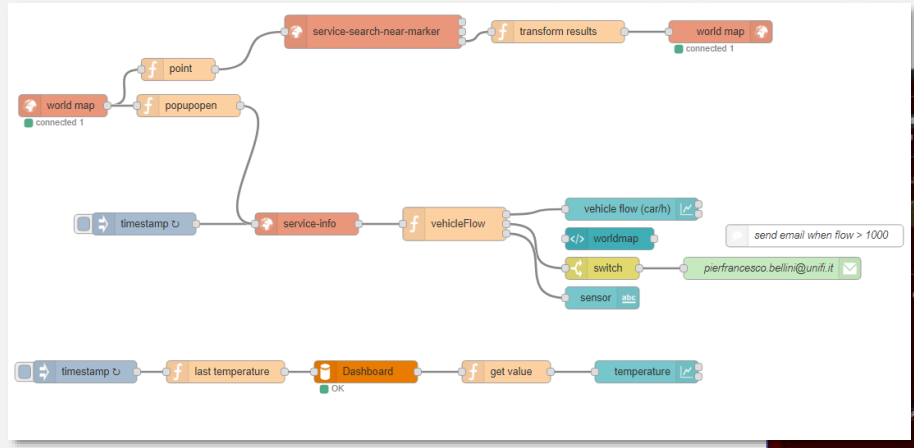 service-search-near-marker
transform results
world map
connected 1
point
world map
popupopen
connected 1
timestamp ↻
service-info
vehicleFlow
vehicle flow (car/h)
worldmap
send email when flow > 1000
switch
pierfrancesco.bellini@unifi.it
sensor
abc
timestamp ↻
last temperature
Dashboard
get value
temperature
OK